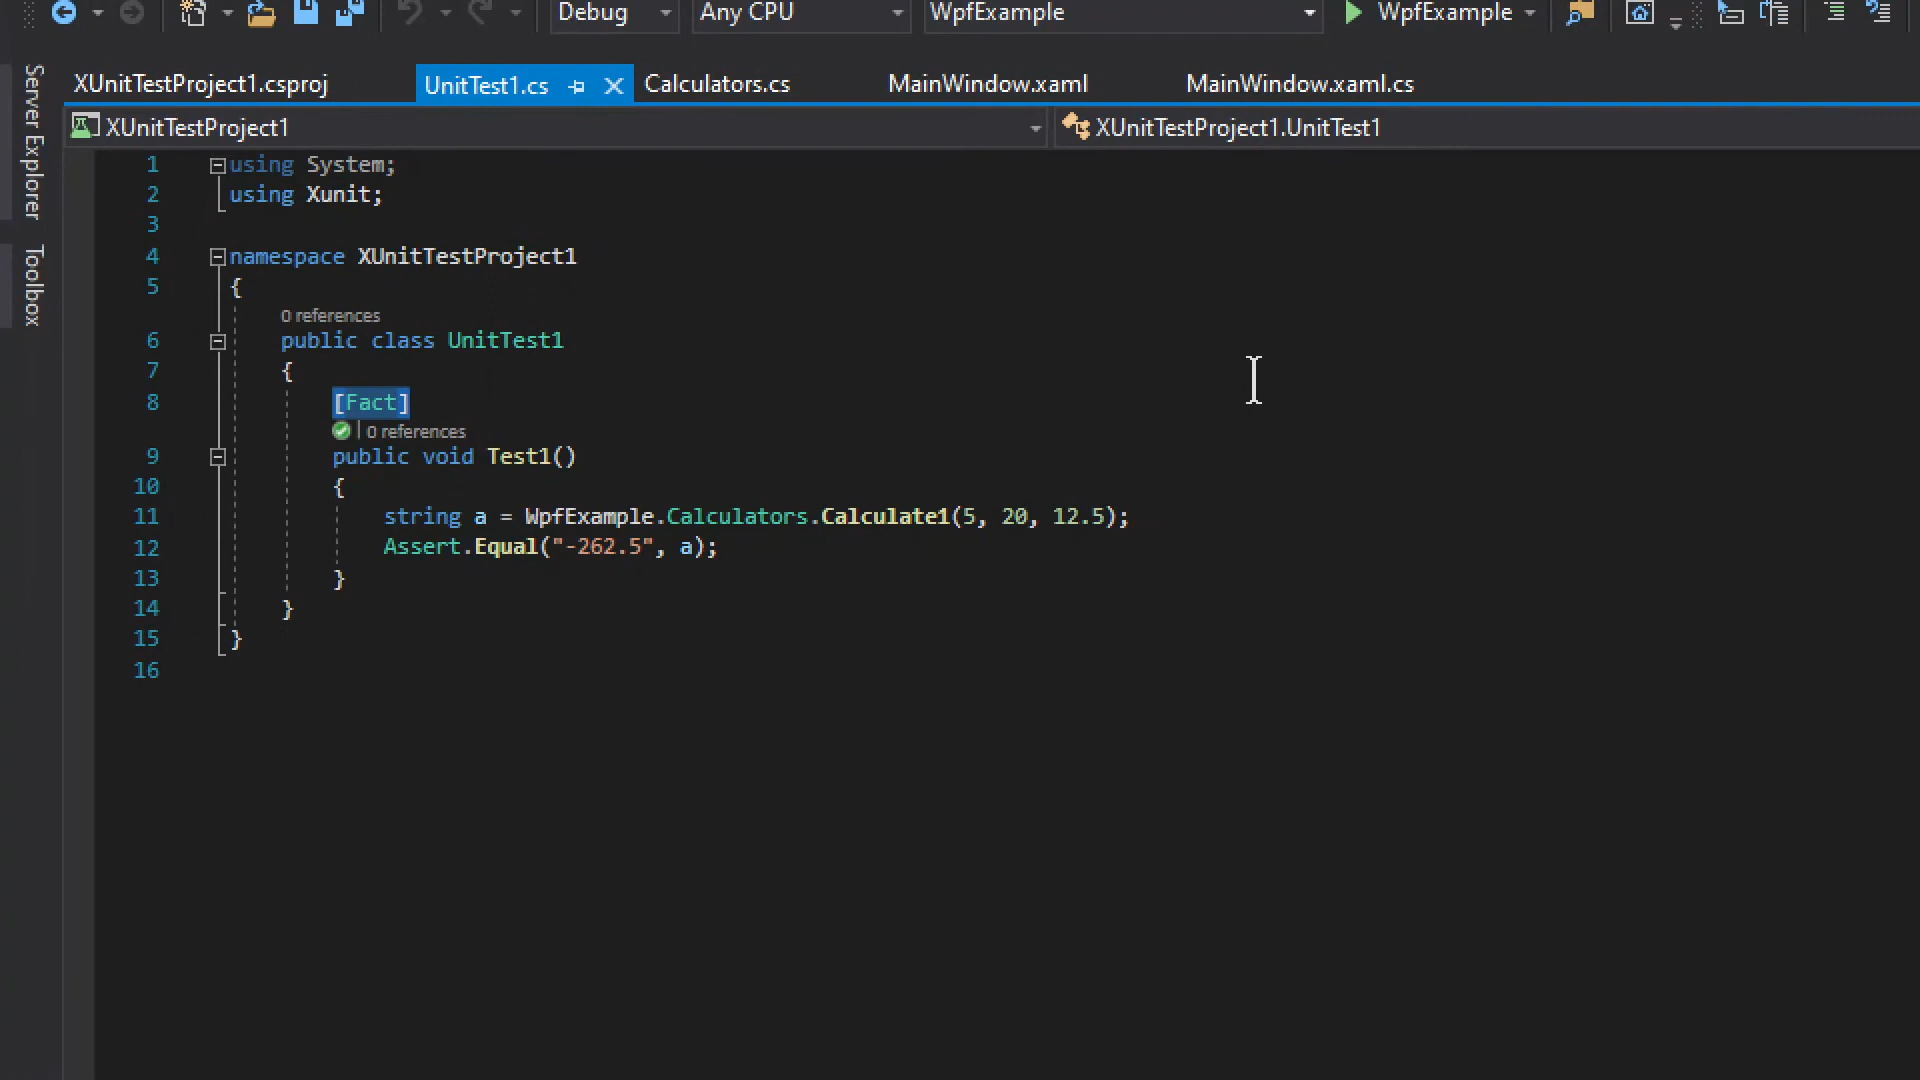 Debug Any CPU WpfExample WpfExample
Server Explorer
Toolbox
XUnitTestProject1.csproj UnitTest1.cs Calculators.cs MainWindow.xaml MainWindow.xaml.cs
XUnitTestProject1 XUnitTestProject1.UnitTest1
1 using System;
2 using Xunit;
3
4 namespace XUnitTestProject1
5 {
0 references
6 public class UnitTest1
7 {
8 [Fact]
| 0 references
9 public void Test1()
10 {
11 string a = WpfExample.Calculators.Calculate1(5, 20, 12.5);
12 Assert.Equal("-262.5", a);
13 }
14 }
15 }
16